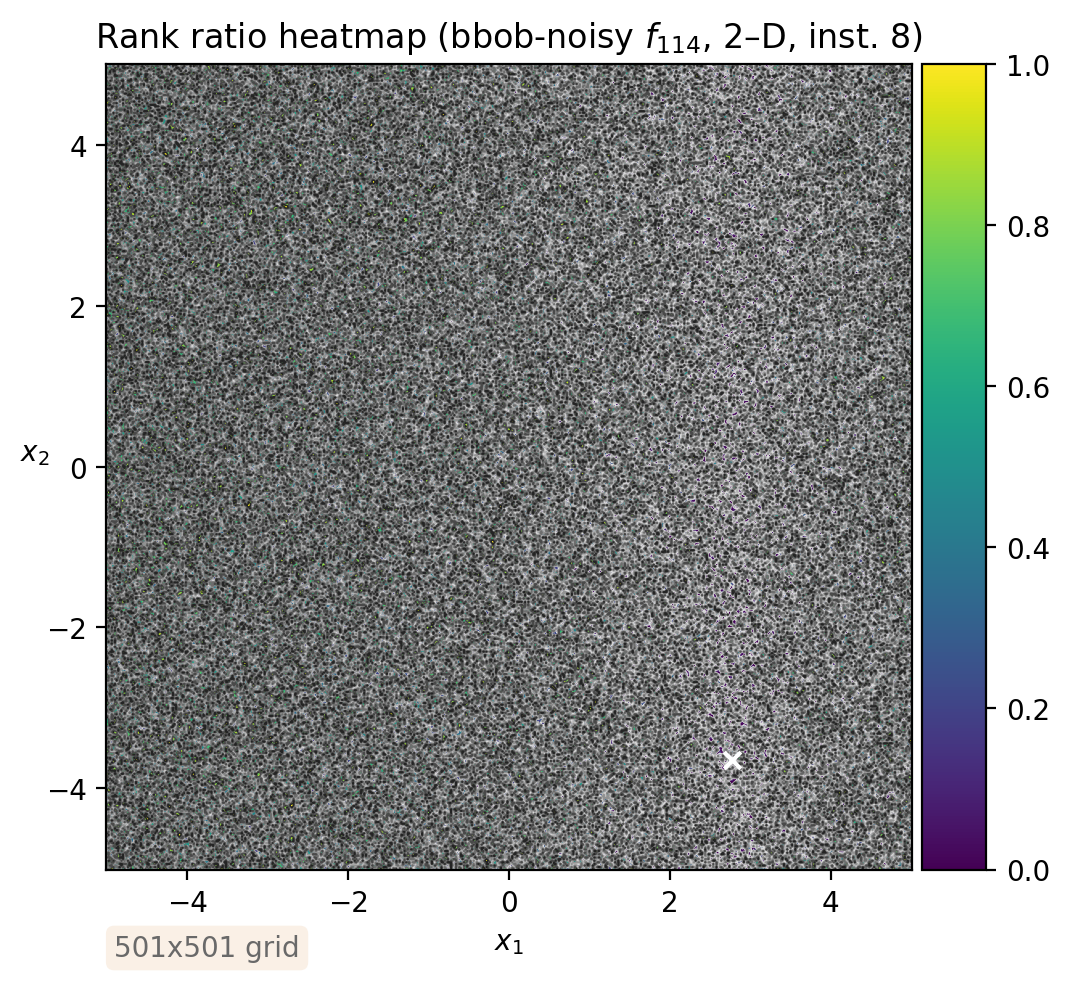 Rank ratio heatmap (bbob-noisy f₁₁₄, 2–D, inst. 8)
1.0
0.8
0.6
0.4
0.2
0.0
4
2
0
−2
−4
x₂
−4 −2 0 2 4
x₁
501x501 grid